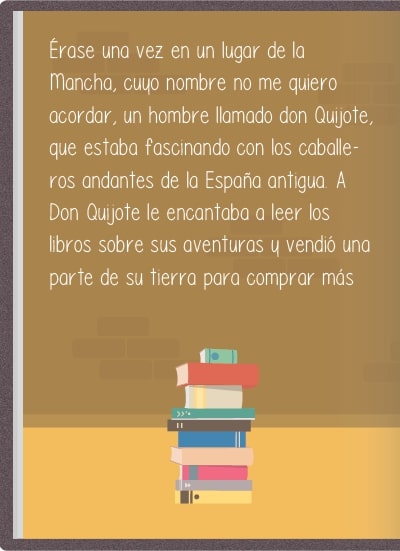 Érase una vez en un lugar de la
Mancha, cuyo nombre no me quiero
acordar, un hombre llamado don Quijote,
que estaba fascinando con los caballe-
ros andantes de la España antigua. A
Don Quijote le encantaba a leer los
libros sobre sus aventuras y vendió una
parte de su tierra para comprar más